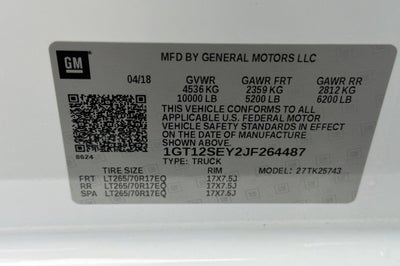 GM
MFD BY GENERAL MOTORS LLC
04/18 GVWR GAWR FRT GAWR RR
4536 KG 2359 KG 2812 KG
10000 LB 5200 LB 6200 LB
THIS VEHICLE CONFORMS TO ALL
APPLICABLE U.S. FEDERAL MOTOR
VEHICLE SAFETY STANDARDS IN
EFFECT ON THE DATE OF
MANUFACTURE SHOWN ABOVE.
8624
1GT12SEY2JF264487
TYPE: TRUCK
TIRE SIZE RIM MODEL: 2TTK25743
FRT LT265/70R17EQ 17X7.5J
RR LT265/70R17EQ 17X7.5J
SPA LT265/70R17EQ 17X7.5J